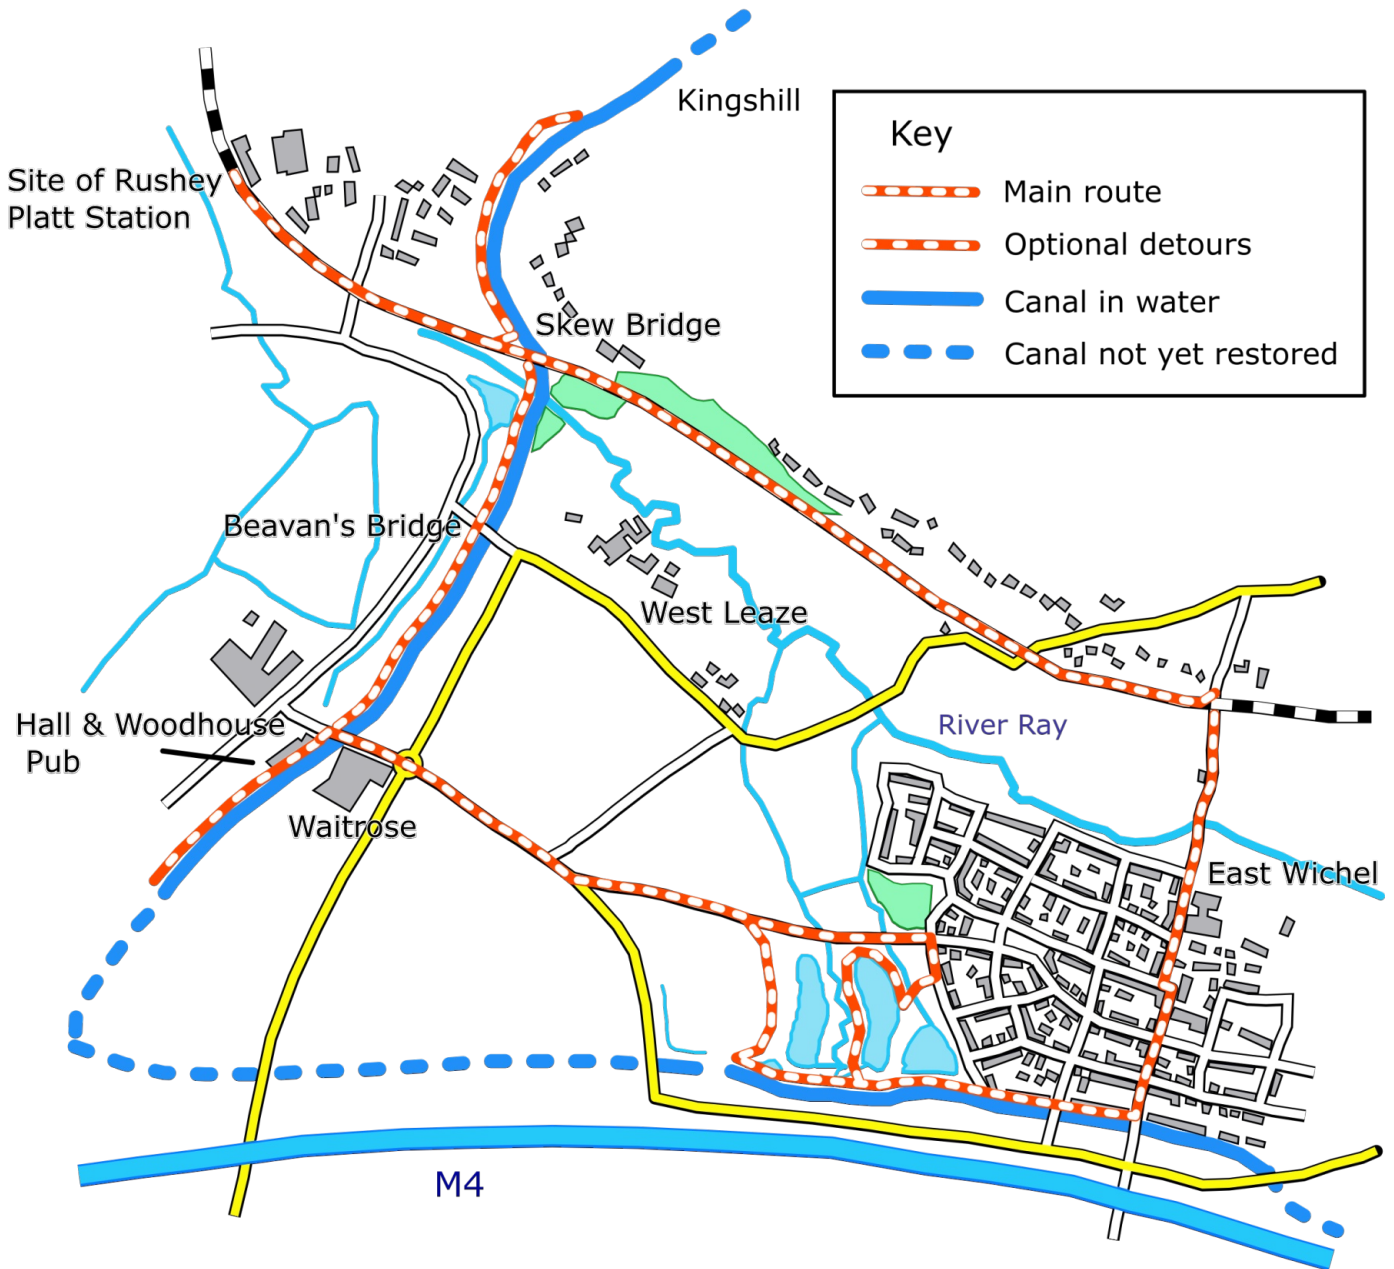 Kingshill
Key
Site of Rushey
Platt Station
Main route
Optional detours
Canal in water
Skew Bridge
Canal not yet restored
Beavan's Bridge
West Leaze
Hall & Woodhouse
Pub
River Ray
Waitrose
East Wichel
M4